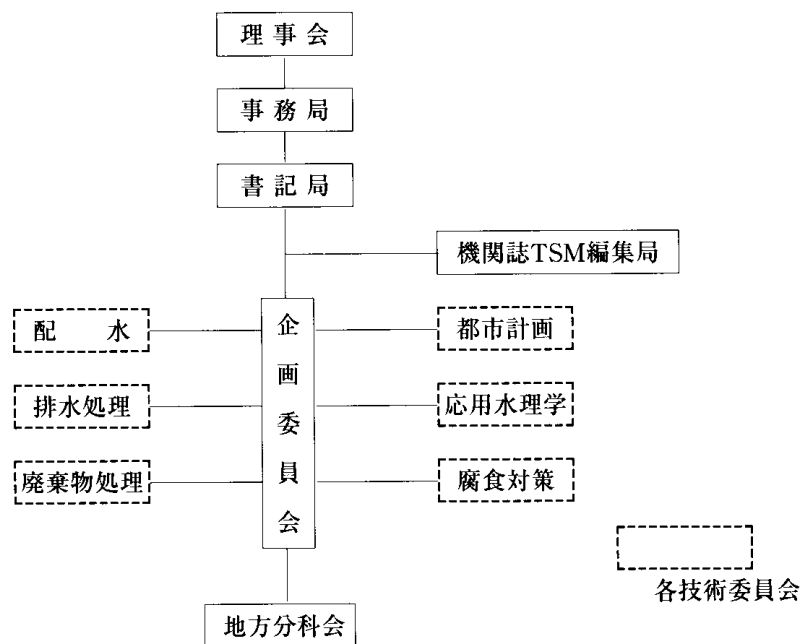 理事会
事務局
書記局
機関誌TSM編集局
配 水
企画委員会
都市計画
排水処理
応用水理学
廃棄物処理
腐食対策
各技術委員会
地方分科会